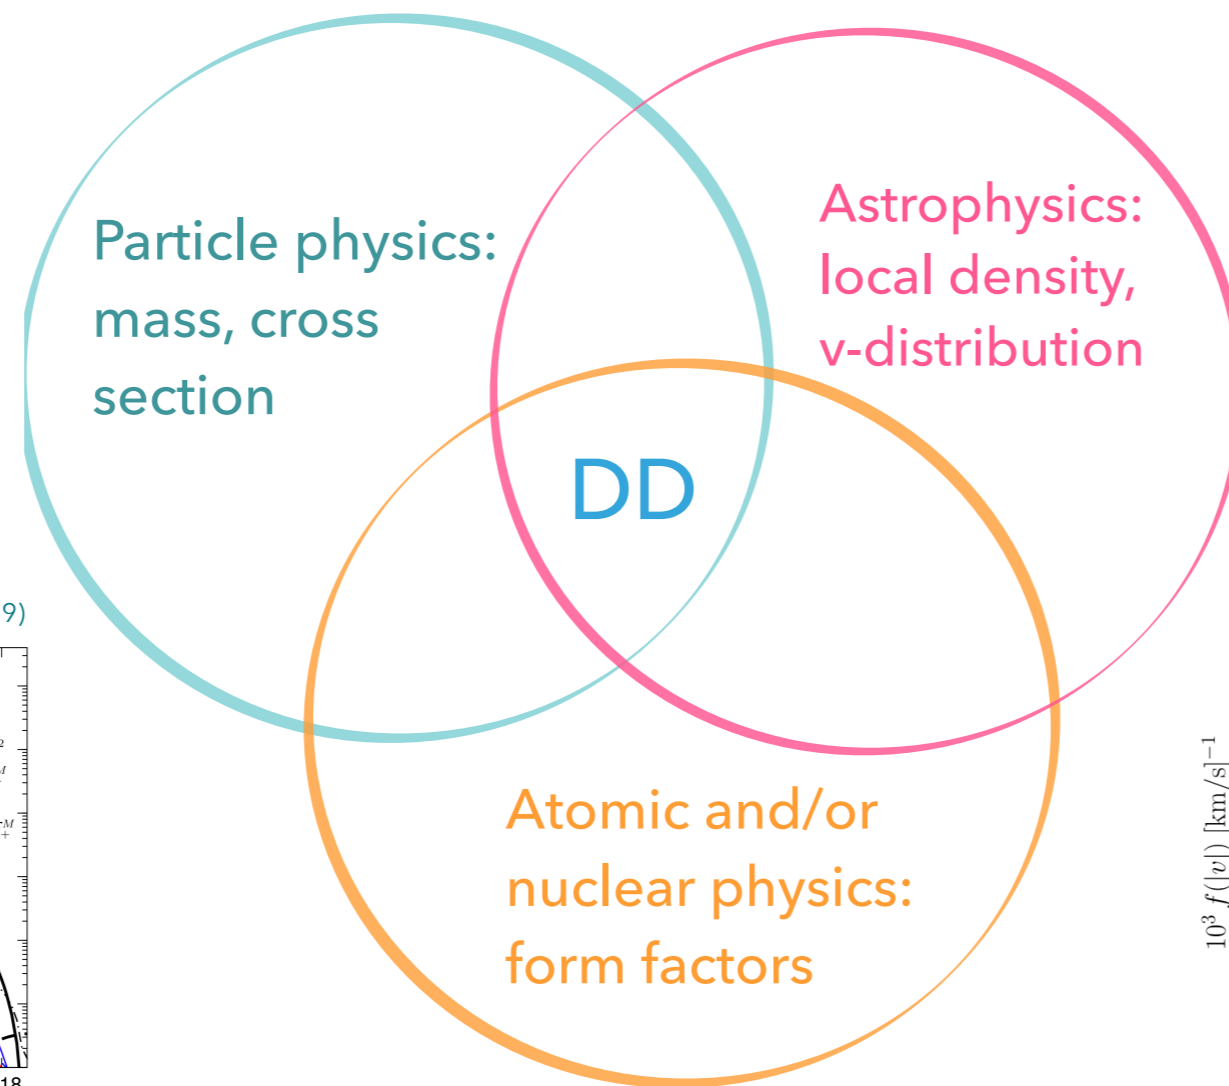 Particle physics:
mass, cross
section
Astrophysics:
local density,
v-distribution
DD
9)
2
M
M
+
18
Atomic and/or
nuclear physics:
form factors
10³ f(|v|) [km/s]⁻¹